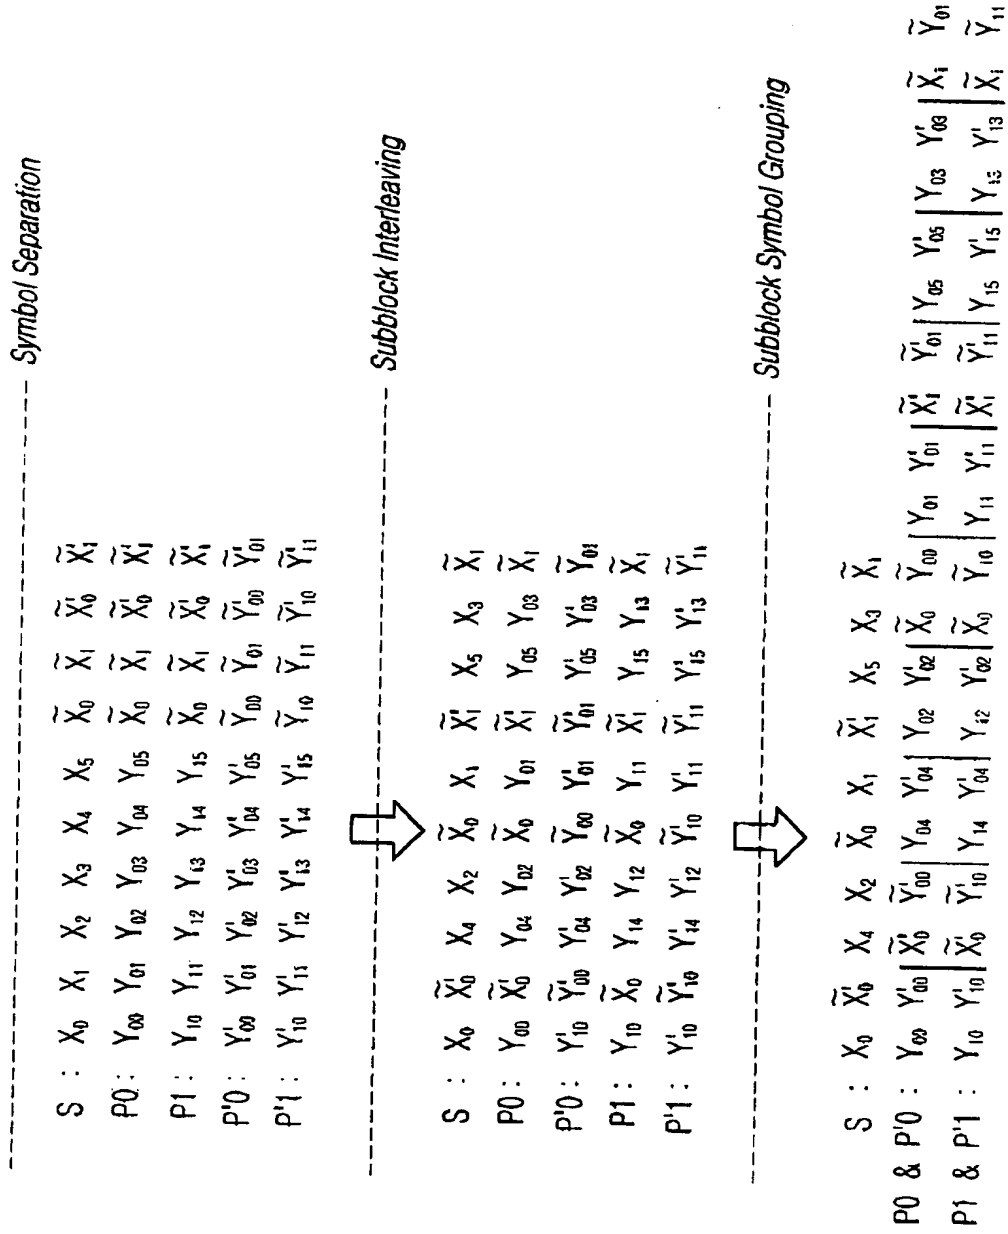 Symbol Separation
S : X₀ X₁ X₂ X₃ X₄ X₅ X̃₀ X̃₁ X̃'₀ X̃'₁
P0: Y₀₀ Y₀₁ Y₀₂ Y₀₃ Y₀₄ Y₀₅ X̃₀ X̃₁ X̃'₀ X̃'₁
P1 : Y₁₀ Y₁₁ Y₁₂ Y₁₃ Y₁₄ Y₁₅ X̃₀ X̃₁ X̃'₀ X̃'₁
P'0 : Y'₀₀ Y'₀₁ Y'₀₂ Y'₀₃ Y'₀₄ Y'₀₅ Ỹ₀₀ Ỹ₀₁ Ỹ'₀₀ Ỹ'₀₁
P'1 : Y'₁₀ Y'₁₁ Y'₁₂ Y'₁₃ Y'₁₄ Y'₁₅ Ỹ₁₀ Ỹ₁₁ Ỹ'₁₀ Ỹ'₁₁
Subblock Interleaving
S : X₀ X̃'₀ X₄ X₂ X̃₀ X₁ X̃'₁ X₅ X₃ X̃₁
P0: Y₀₀ X̃'₀ Y₀₄ Y₀₂ X̃₀ Y₀₁ X̃'₁ Y₀₅ Y₀₃ X̃₁
P'0 : Y'₁₀ Ỹ'₀₀ Y'₀₄ Y'₀₂ Ỹ₀₀ Y'₀₁ Ỹ'₀₁ Y'₀₅ Y'₀₃ Ỹ₀₁
P1 : Y₁₀ X̃₀ Y₁₄ Y₁₂ X̃₀ Y₁₁ X̃'₁ Y₁₅ Y₁₃ X̃₁
P'1 : Y'₁₀ Ỹ'₁₀ Y'₁₄ Y'₁₂ Ỹ'₁₀ Y'₁₁ Ỹ'₁₁ Y'₁₅ Y'₁₃ Ỹ'₁₁
Subblock Symbol Grouping
S : X₀ X̃'₀ X₄ X₂ X̃₀ X₁ X̃'₁ X₅ X₃ X̃₁
P0 & P'0 : Y₀₀ Y'₀₀ | X̃'₀ Ỹ'₀₀ | Y₀₄ Y'₀₄ | Y₀₂ Y'₀₂ | X̃₀ Ỹ₀₀ | Y₀₁ Y'₀₁ | X̃'₁ Ỹ'₀₁ | Y₀₅ Y'₀₅ | Y₀₃ Y'₀₃ | X̃₁ Ỹ₀₁
P1 & P'1 : Y₁₀ Y'₁₀ | X̃'₀ Ỹ'₁₀ | Y₁₄ Y'₀₄ | Y₁₂ Y'₀₂ | X̃₀ Ỹ₁₀ | Y₁₁ Y'₁₁ | X̃'₁ Ỹ'₁₁ | Y₁₅ Y'₁₅ | Y₁₃ Y'₁₃ | X̃₁ Ỹ₁₁